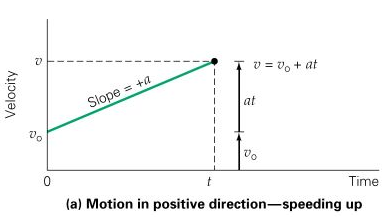 Velocity
v
v = v₀ + at
Slope = +a
at
v₀
v₀
0
t
Time
(a) Motion in positive direction—speeding up